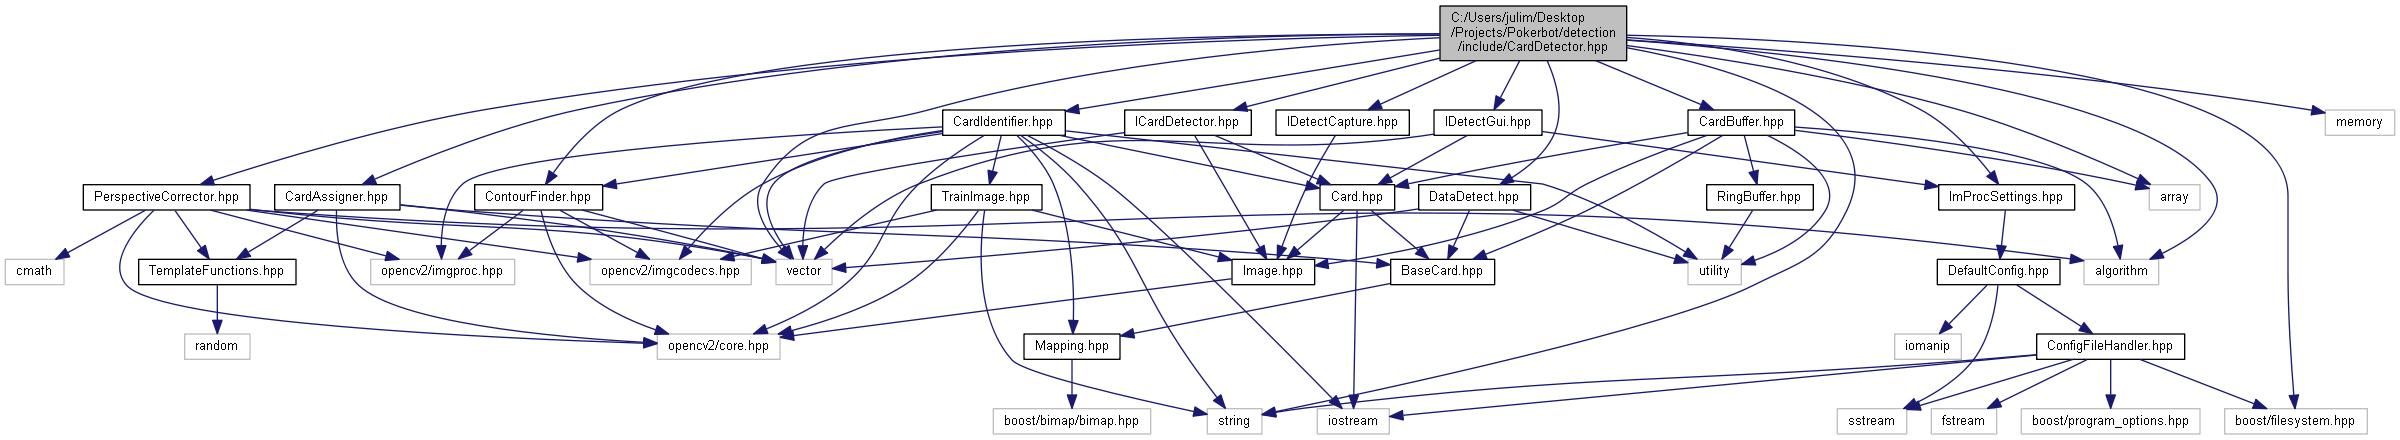 C:/Users/julim/Desktop
/Projects/Pokerbot/detection
/include/CardDetector.hpp
CardIdentifier.hpp
ICardDetector.hpp
IDetectCapture.hpp
IDetectGui.hpp
CardBuffer.hpp
memory
PerspectiveCorrector.hpp
CardAssigner.hpp
ContourFinder.hpp
TrainImage.hpp
Card.hpp
DataDetect.hpp
RingBuffer.hpp
ImProcSettings.hpp
array
cmath
TemplateFunctions.hpp
opencv2/imgproc.hpp
opencv2/imgcodecs.hpp
vector
Image.hpp
BaseCard.hpp
utility
DefaultConfig.hpp
algorithm
random
opencv2/core.hpp
Mapping.hpp
iomanip
ConfigFileHandler.hpp
boost/bimap/bimap.hpp
string
iostream
sstream
fstream
boost/program_options.hpp
boost/filesystem.hpp